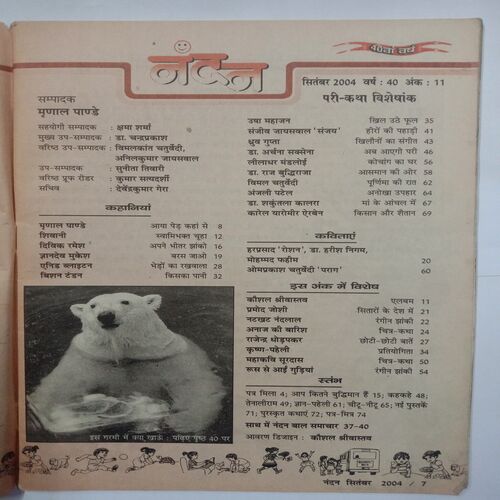 नंदन
40वां वर्ष
सितंबर 2004 वर्ष : 40 अंक : 11
परी-कथा विशेषांक
सम्पादक
मृणाल पाण्डे
सहयोगी सम्पादक : क्षमा शर्मा
मुख्य उप-सम्पादक : डा. चन्द्रप्रकाश
वरिष्ठ उप-सम्पादक: विमलकांत चतुर्वेदी,
अनिलकुमार जायसवाल
उप-सम्पादक : सुनीता तिवारी
वरिष्ठ प्रूफ रीडर : कुमार सत्यदर्शी
सचिव : देवेंद्रकुमार गेरा
कहानियां
मृणाल पाण्डे आया पेड़ कहां से 8
शिवानी स्वामिभक्त चूहा 12
दिविक रमेश अपने भीतर झांको 16
ज्ञानदेव मुकेश बरस जाओ 19
एनिड ब्लाइटन भेड़ों का रखवाला 28
बिशन टंडन किसका पानी 32
उषा महाजन खिल उठे फूल 35
संजीव जायसवाल 'संजय' हीरों की पहाड़ी 41
ध्रुव गुप्ता खिलौनों का संगीत 43
डा. अर्चना सक्सेना अब आएगी परी 46
लीलाधर मंडलोई कोचांग का घर 56
डा. राज बुद्धिराजा आसमान की ओर 58
विमल चतुर्वेदी पूर्णिमा की रात 62
अंजली पटेल अनोखा उपहार 64
डा. शकुंतला कालरा मां के आंचल में 67
कारेल यारोमीर ऐरबेन किसान और शैतान 69
कविताएं
हरप्रसाद 'रोशन', डा. हरीश निगम,
मोहम्मद फहीम 20
ओमप्रकाश चतुर्वेदी 'पराग' 60
इस अंक में विशेष
कौशल श्रीवास्तव एलबम 11
प्रमोद जोशी सितारों के देश में 21
नटखट नंदलाल रंगीन झांकी 22
अनाज की बारिश चित्र-कथा 24
राजेन्द्र धोड़पकर छोटी-छोटी बातें 27
कृष्ण-पहेली प्रतियोगिता 34
महाकवि सूरदास चित्र-कथा 50
रूस से आईं गुड़ियां रंगीन झांकी 54
स्तंभ
पत्र मिला 4; आप कितने बुद्धिमान हैं 15; कहकहे 48;
तेनालीराम 49; ज्ञान-पहेली 61; चीटू-नीटू 65; नई पुस्तकें
71; पुरस्कृत कथाएं 72; पत्र-मित्र 74
साथ में नंदन बाल समाचार 37-40
आवरण डिजाइन : कौशल श्रीवास्तव
इस गरमी में क्या खाऊं : पढ़िए पृष्ठ 40 पर
नंदन सितंबर 2004 / 7